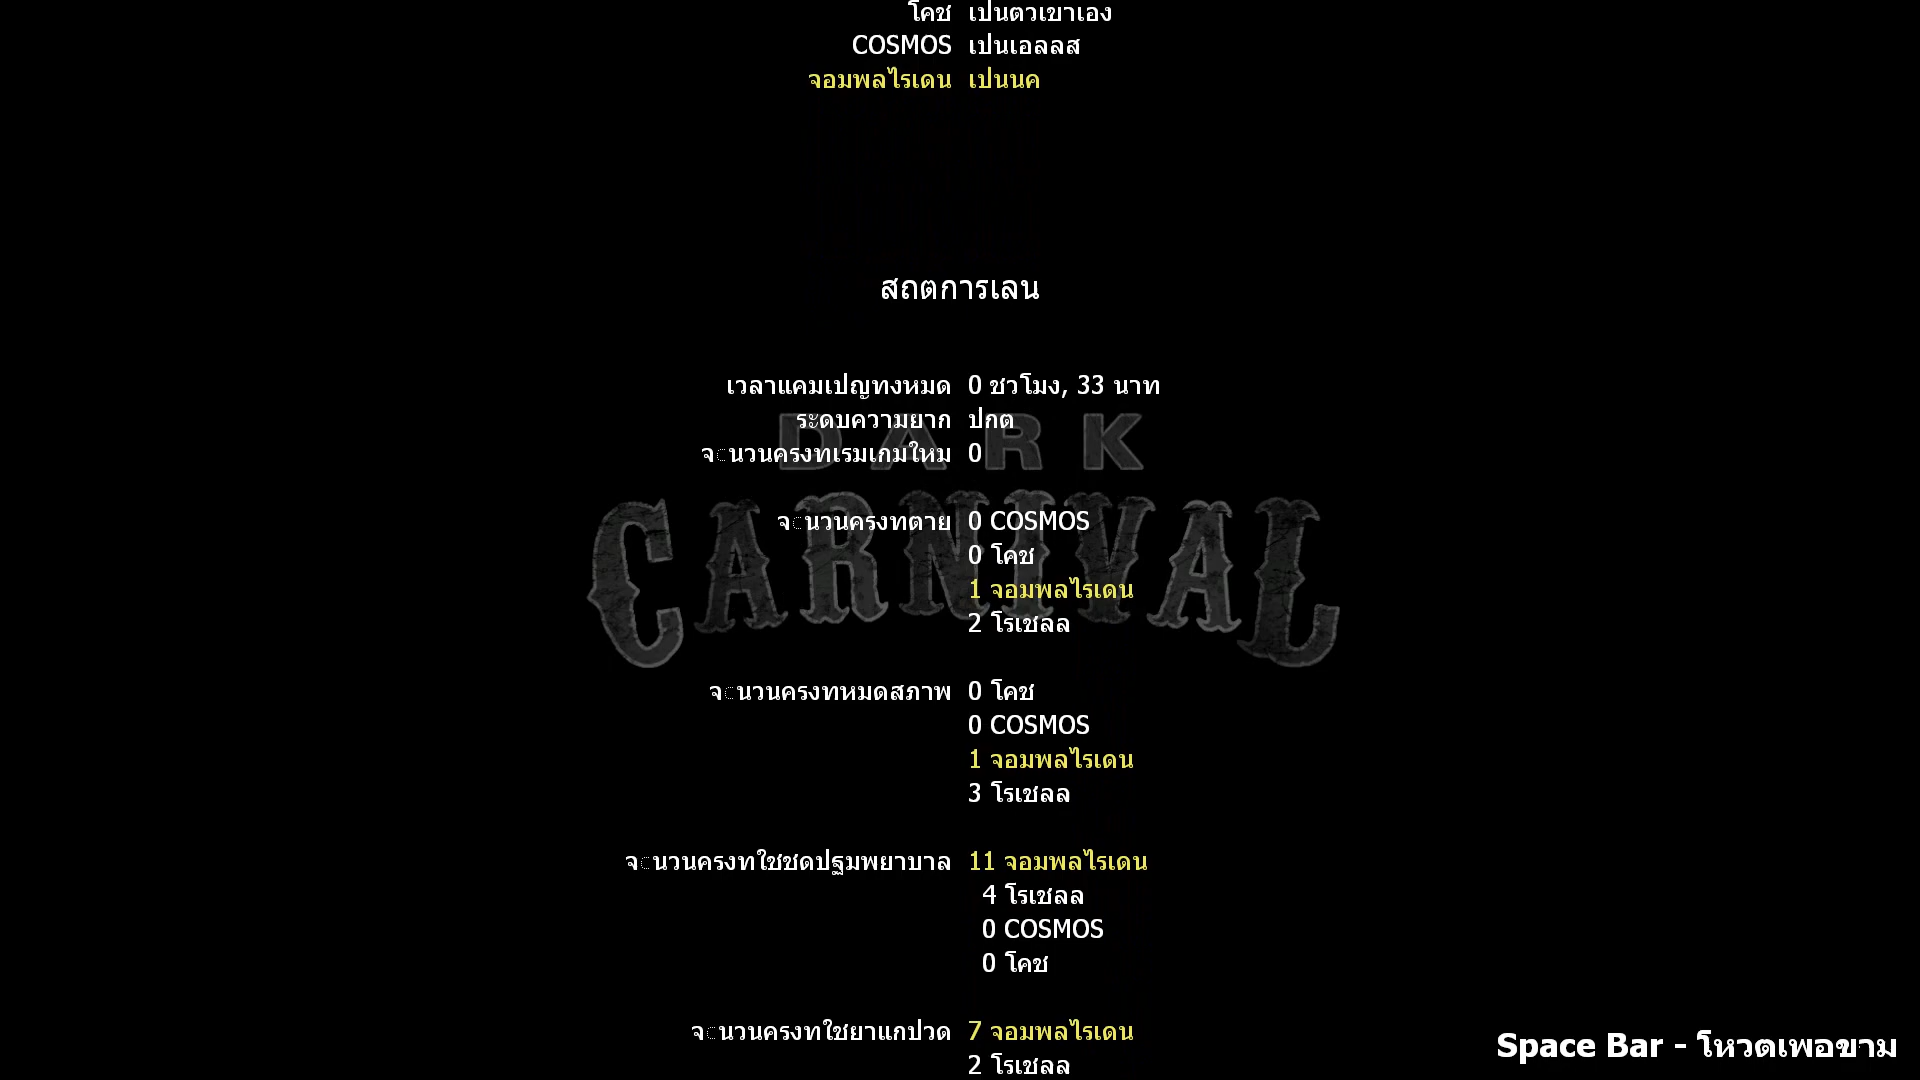 โคช เปนตวเขาเอง
COSMOS เปนเอลลส
จอมพลไรเดน เปนนค
สถตการเลน
เวลาแคมเปญทงหมด 0 ชวโมง, 33 นาท
ระดบความยาก ปกต
จ◌นวนครงทเรมเกมใหม 0
DARK
CARNIVAL
จ◌นวนครงทตาย 0 COSMOS
0 โคช
1 จอมพลไรเดน
2 โรเชลล
จ◌นวนครงทหมดสภาพ 0 โคช
0 COSMOS
1 จอมพลไรเดน
3 โรเชลล
จ◌นวนครงทใชชดปฐมพยาบาล 11 จอมพลไรเดน
4 โรเชลล
0 COSMOS
0 โคช
จ◌นวนครงทใชยาแกปวด 7 จอมพลไรเดน
2 โรเชลล
Space Bar - โหวตเพอขาม